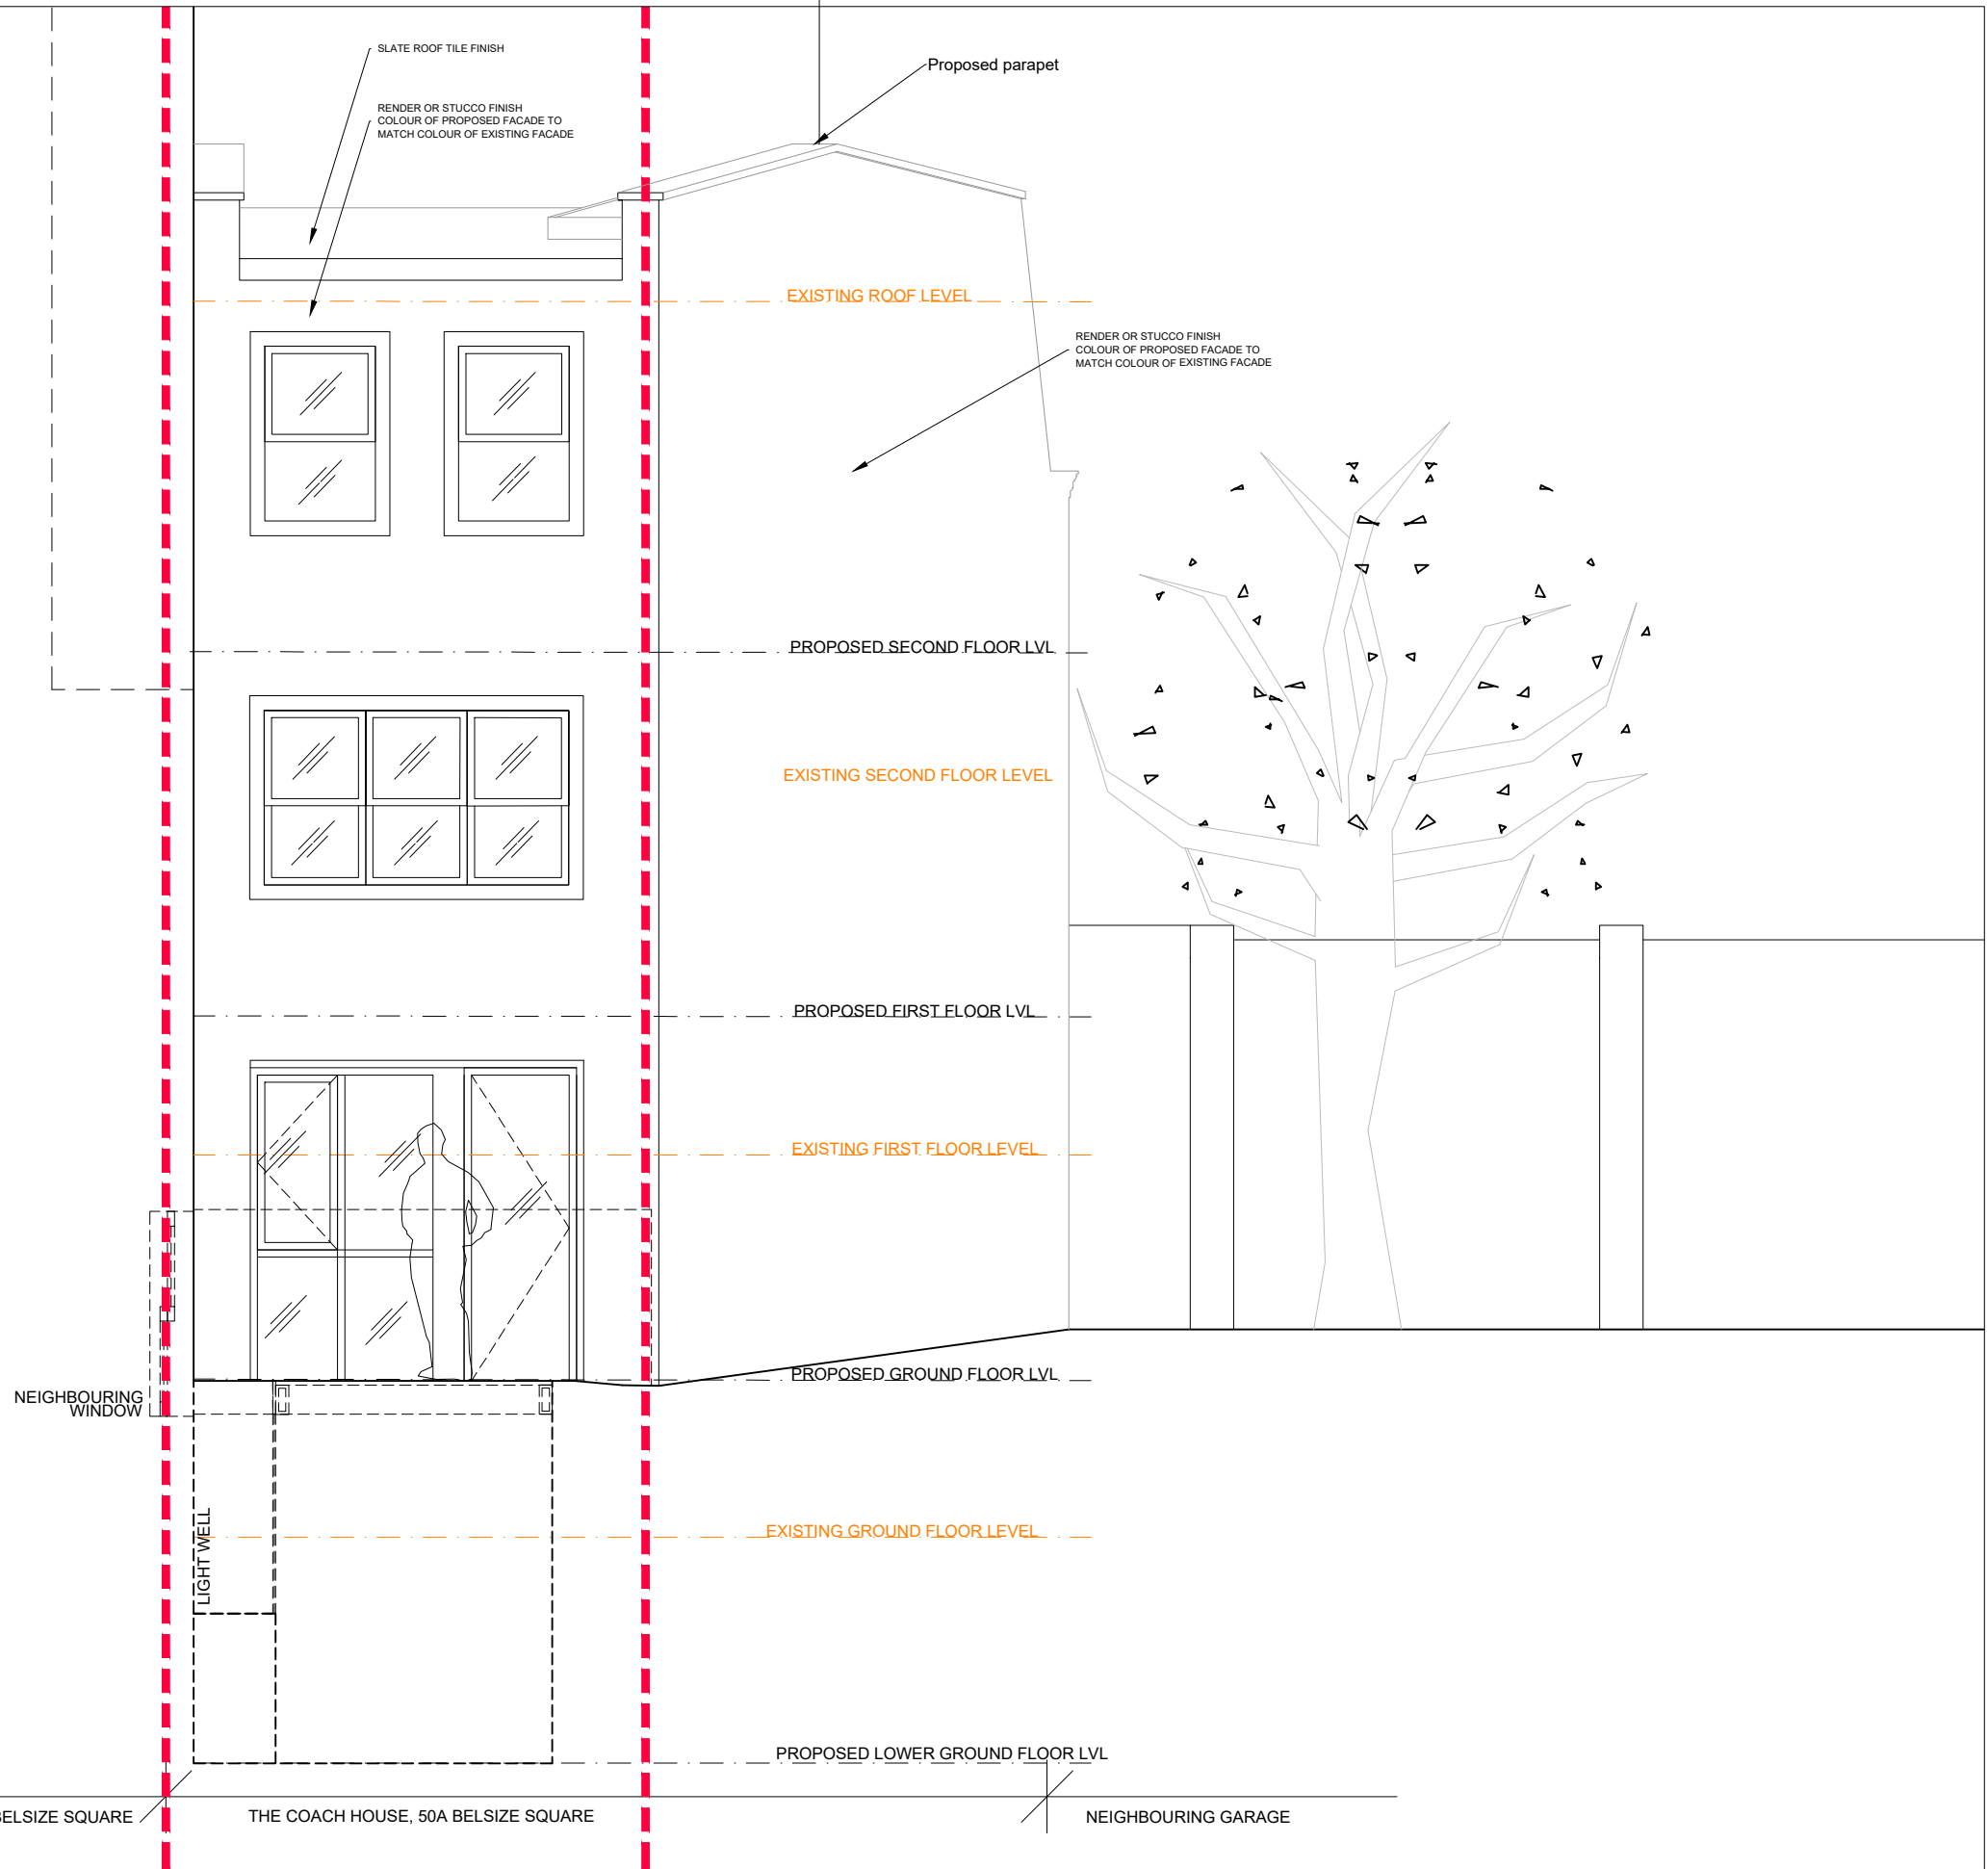 SLATE ROOF TILE FINISH
Proposed parapet
RENDER OR STUCCO FINISH
COLOUR OF PROPOSED FACADE TO
MATCH COLOUR OF EXISTING FACADE
EXISTING ROOF LEVEL
RENDER OR STUCCO FINISH
COLOUR OF PROPOSED FACADE TO
MATCH COLOUR OF EXISTING FACADE
PROPOSED SECOND FLOOR LVL
EXISTING SECOND FLOOR LEVEL
PROPOSED FIRST FLOOR LVL
EXISTING FIRST FLOOR LEVEL
PROPOSED GROUND FLOOR LVL
NEIGHBOURING
WINDOW
EXISTING GROUND FLOOR LEVEL
LIGHT WELL
PROPOSED LOWER GROUND FLOOR LVL
BELSIZE SQUARE
THE COACH HOUSE, 50A BELSIZE SQUARE
NEIGHBOURING GARAGE